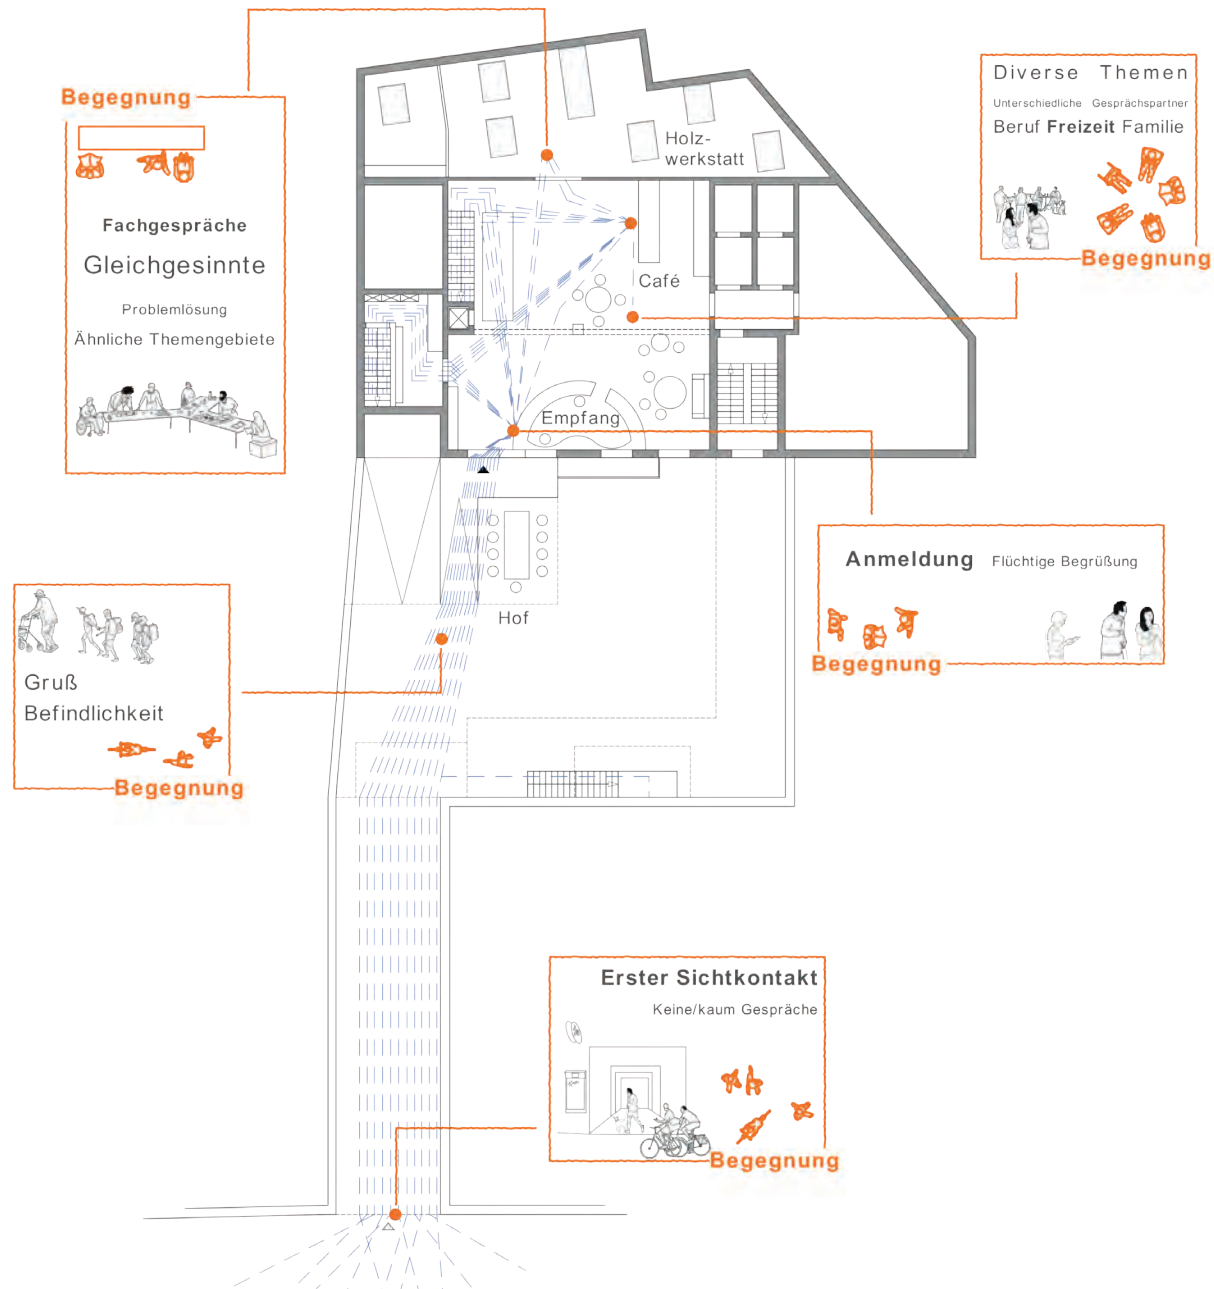 Begegnung
Fachgespräche
Gleichgesinnte
Problemlösung
Ähnliche Themengebiete
Diverse Themen
Unterschiedliche Gesprächspartner
Beruf Freizeit Familie
Begegnung
Holz-
werkstatt
Café
Empfang
Hof
Anmeldung Flüchtige Begrüßung
Begegnung
Gruß
Befindlichkeit
Begegnung
Erster Sichtkontakt
Keine/kaum Gespräche
Begegnung